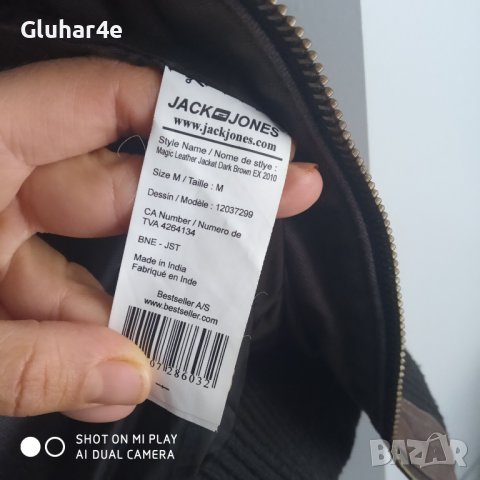 Gluhar4e
JACK JONES
www.jackjones.com
Style Name / Nome de stlye :
Magic Leather Jacket Dark Brown EX 2010
Size M / Taille : M
Dessin / Modèle : 12037299
CA Number / Numero de
TVA 4264134
BNE - JST
Made in India
Fabriqué en Inde
Bestseller A/S
www.bestseller.com
07286032
SHOT ON MI PLAY
AI DUAL CAMERA
BAZAR